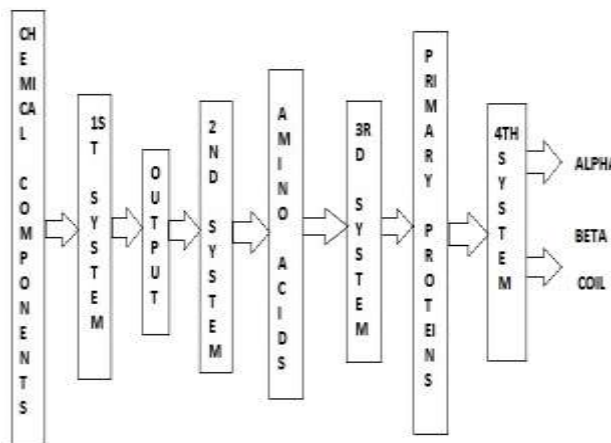 CHEMICAL COMPONENTS
1ST SYSTEM
OUTPUT
2ND SYSTEM
AMINO ACIDS
3RD SYSTEM
PRIMARY PROTEINS
4TH SYSTEM
ALPHA
BETA
COIL